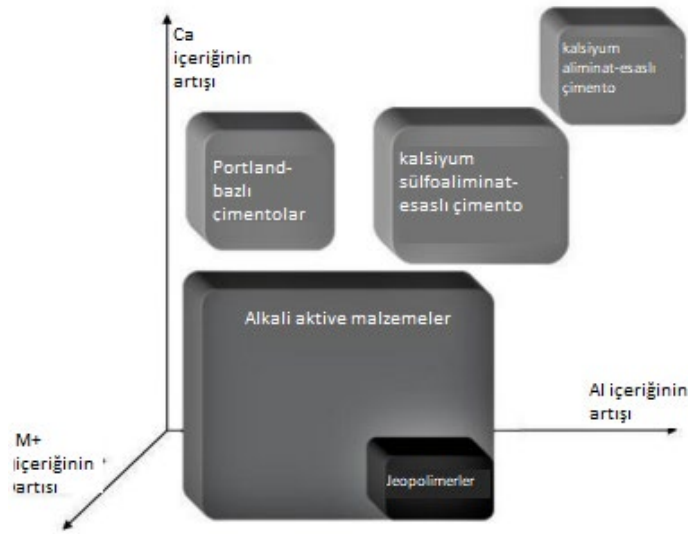 Ca
içeriğinin
artışı
kalsiyum
aliminat-esaslı
çimento
Portland-
bazlı
çimentolar
kalsiyum
sülfoaliminat-
esaslı çimento
Alkali aktive malzemeler
Al içeriğinin
artışı
M+
içeriğinin
artısı
Jeopolimerler